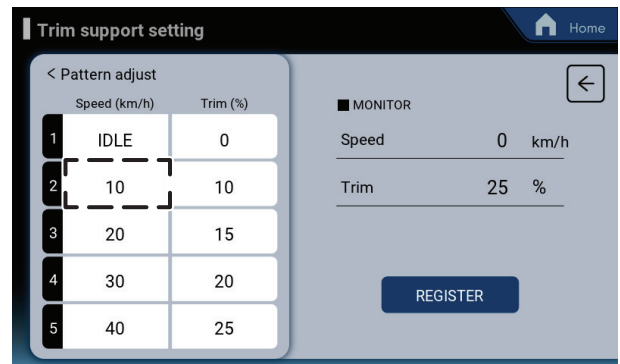 Trim support setting
Home
< Pattern adjust
Speed (km/h) Trim (%)
1 IDLE 0
2 10 10
3 20 15
4 30 20
5 40 25
MONITOR
Speed 0 km/h
Trim 25 %
REGISTER